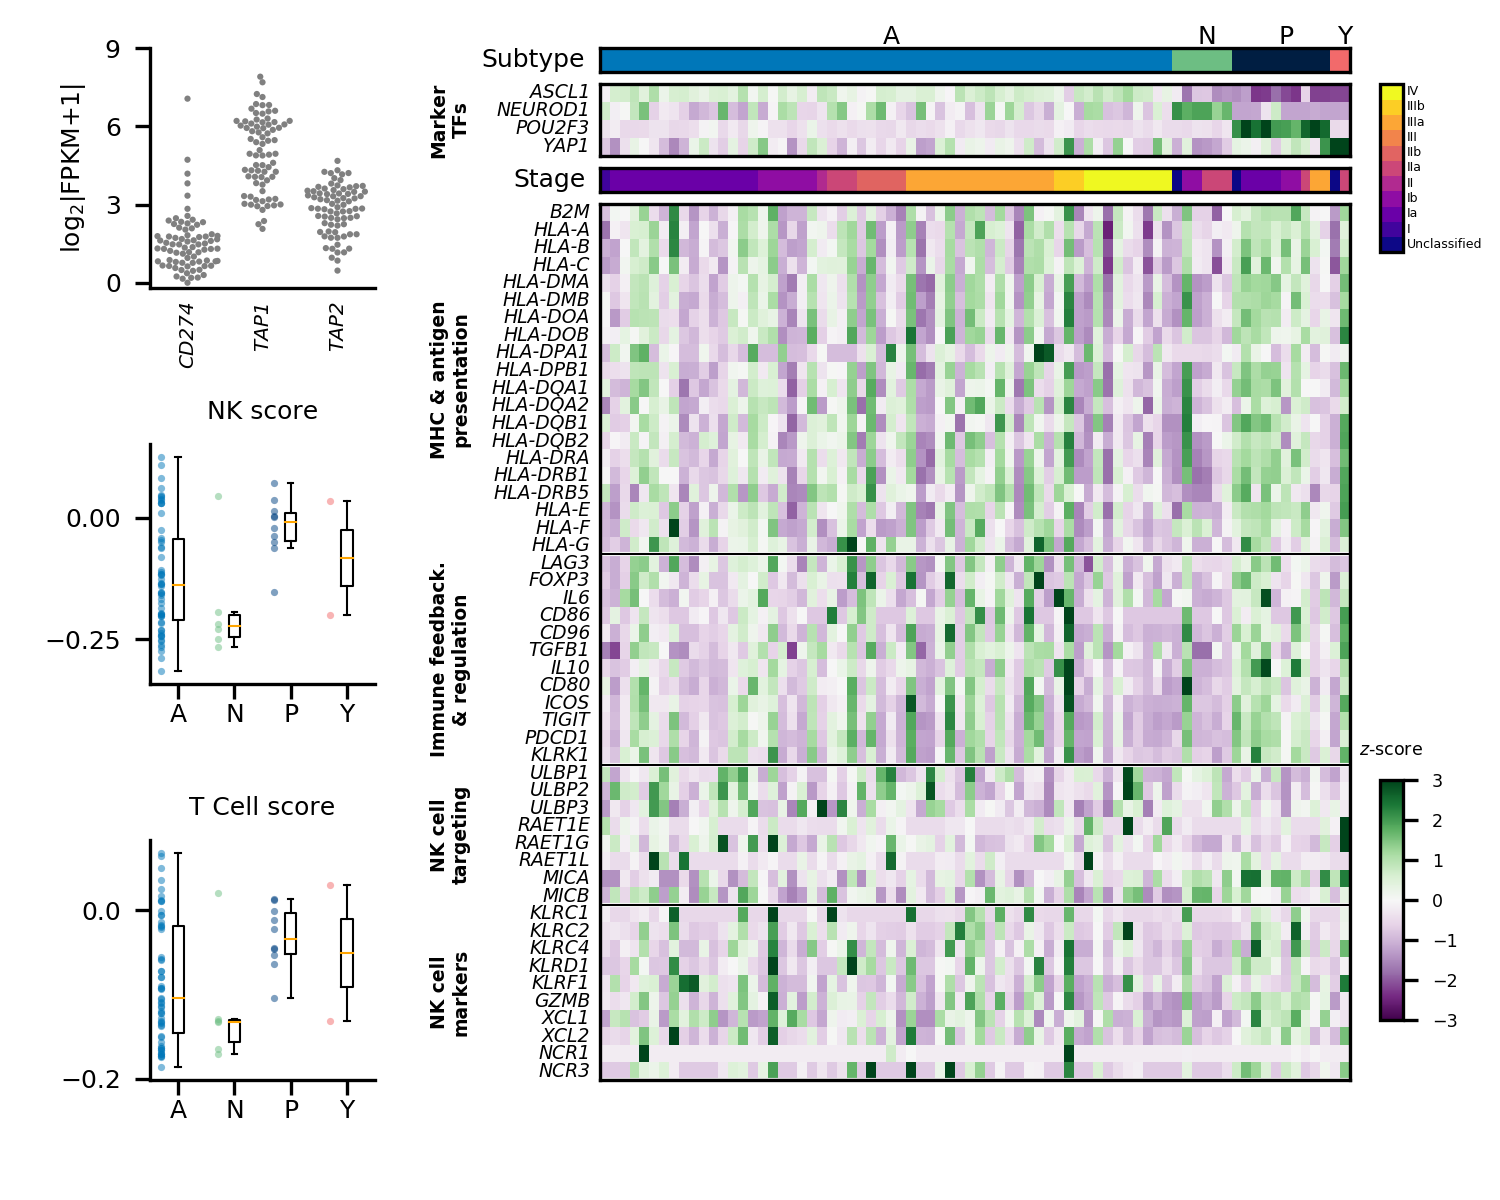 9
6
3
0
log2|FPKM+1|
CD274
TAP1
TAP2
NK score
0.00
−0.25
A N P Y
T Cell score
0.0
−0.2
A N P Y
A N P Y
Subtype
Marker
TFs
ASCL1
NEUROD1
POU2F3
YAP1
Stage
MHC & antigen
presentation
B2M
HLA-A
HLA-B
HLA-C
HLA-DMA
HLA-DMB
HLA-DOA
HLA-DOB
HLA-DPA1
HLA-DPB1
HLA-DQA1
HLA-DQA2
HLA-DQB1
HLA-DQB2
HLA-DRA
HLA-DRB1
HLA-DRB5
HLA-E
HLA-F
HLA-G
Immune feedback.
& regulation
LAG3
FOXP3
IL6
CD86
CD96
TGFB1
IL10
CD80
ICOS
TIGIT
PDCD1
KLRK1
NK cell
targeting
ULBP1
ULBP2
ULBP3
RAET1E
RAET1G
RAET1L
MICA
MICB
NK cell
markers
KLRC1
KLRC2
KLRC4
KLRD1
KLRF1
GZMB
XCL1
XCL2
NCR1
NCR3
IV
IIIb
IIIa
III
IIb
IIa
II
Ib
Ia
I
Unclassified
z-score
3
2
1
0
−1
−2
−3